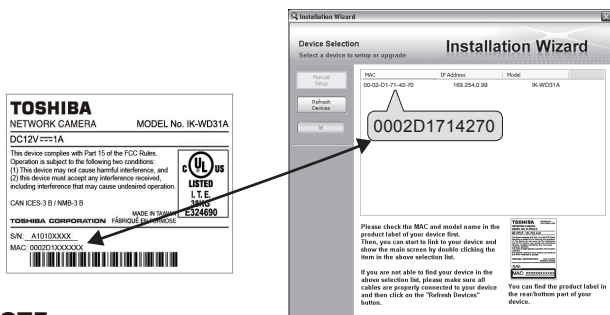 TOSHIBA
NETWORK CAMERA MODEL No. IK-WD31A
DC12V⎓1A
This device complies with Part 15 of the FCC Rules.
Operation is subject to the following two conditions:
(1) This device may not cause harmful interference, and
(2) this device must accept any interference received,
including interference that may cause undesired operation.
CAN ICES-3 B / NMB-3 B
C UL US
LISTED
I. T. E.
38KG
E324690
MADE IN TAIWAN
TOSHIBA CORPORATION FABRIQUÉ EN FORMOSE
S/N: A1010XXXX
MAC: 0002D1XXXXXX
Installation Wizard
Device Selection
Select a device to setup or upgrade
Installation Wizard
Manual
Setup
Refresh
Devices
MAC IP Address Model
00-02-D1-71-42-70 169.254.0.99 IK-WD31A
0002D1714270
Please check the MAC and model name in the
product label of your device first.
Then, you can start to link to your device and
show the main screen by double clicking the
item in the above selection list.
If you are not able to find your device in the
above selection list, please make sure all
cables are properly connected to your device
and then click on the "Refresh Devices"
button.
TOSHIBA
S/N:
MAC: XXXXXXXXXXXX
You can find the product label in
the rear/bottom part of your
device.